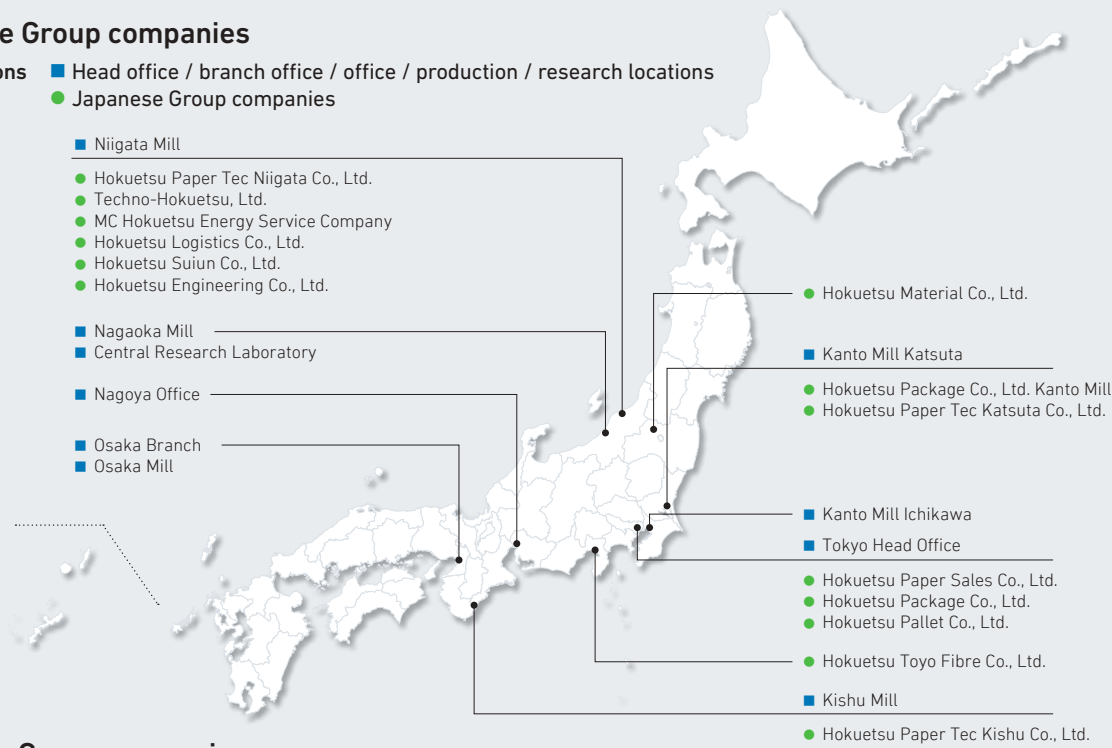 e Group companies
ons ■ Head office / branch office / office / production / research locations
● Japanese Group companies
■ Niigata Mill
● Hokuetsu Paper Tec Niigata Co., Ltd.
● Techno-Hokuetsu, Ltd.
● MC Hokuetsu Energy Service Company
● Hokuetsu Logistics Co., Ltd.
● Hokuetsu Suiun Co., Ltd.
● Hokuetsu Engineering Co., Ltd.
■ Nagaoka Mill
■ Central Research Laboratory
■ Nagoya Office
■ Osaka Branch
■ Osaka Mill
● Hokuetsu Material Co., Ltd.
■ Kanto Mill Katsuta
● Hokuetsu Package Co., Ltd. Kanto Mill
● Hokuetsu Paper Tec Katsuta Co., Ltd.
■ Kanto Mill Ichikawa
■ Tokyo Head Office
● Hokuetsu Paper Sales Co., Ltd.
● Hokuetsu Package Co., Ltd.
● Hokuetsu Pallet Co., Ltd.
● Hokuetsu Toyo Fibre Co., Ltd.
■ Kishu Mill
● Hokuetsu Paper Tec Kishu Co., Ltd.